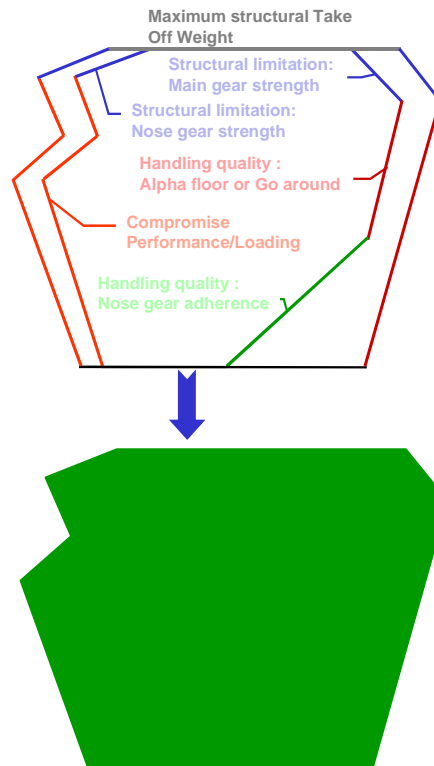 Maximum structural Take
Off Weight
Structural limitation:
Main gear strength
Structural limitation:
Nose gear strength
Handling quality :
Alpha floor or Go around
Compromise
Performance/Loading
Handling quality :
Nose gear adherence